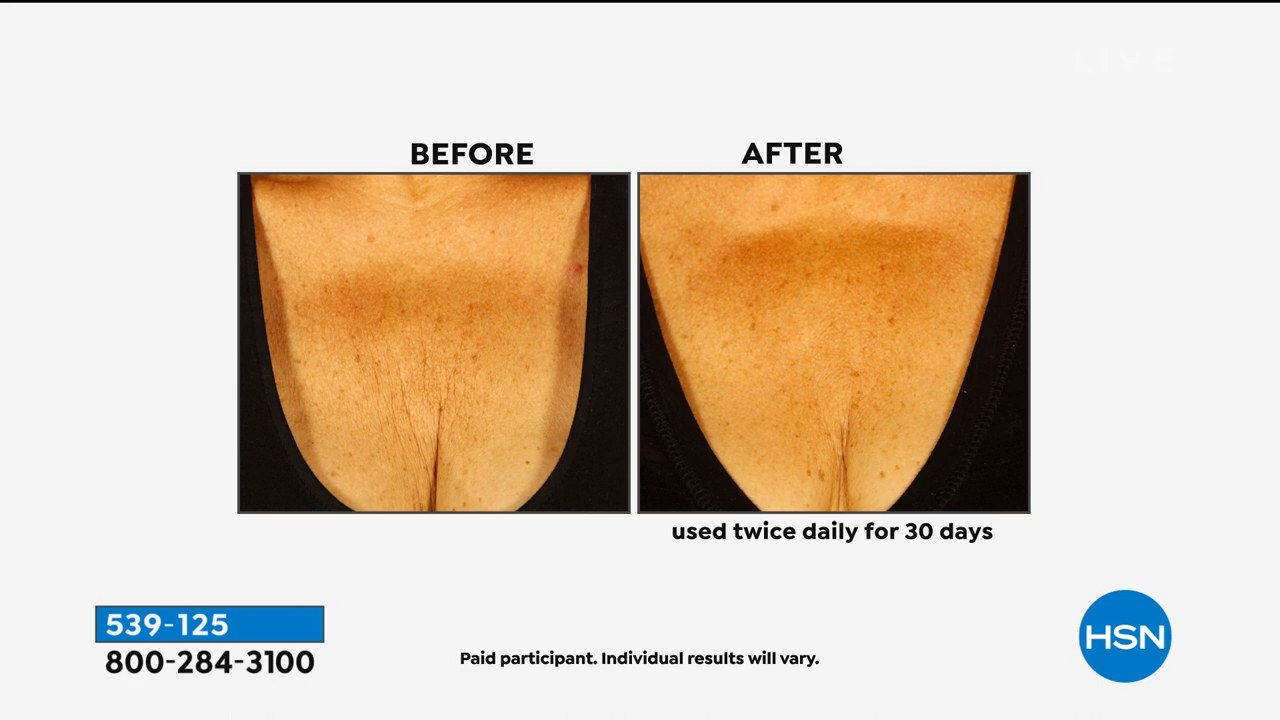 LIVE
BEFORE
AFTER
used twice daily for 30 days
539-125
800-284-3100
Paid participant. Individual results will vary.
HSN